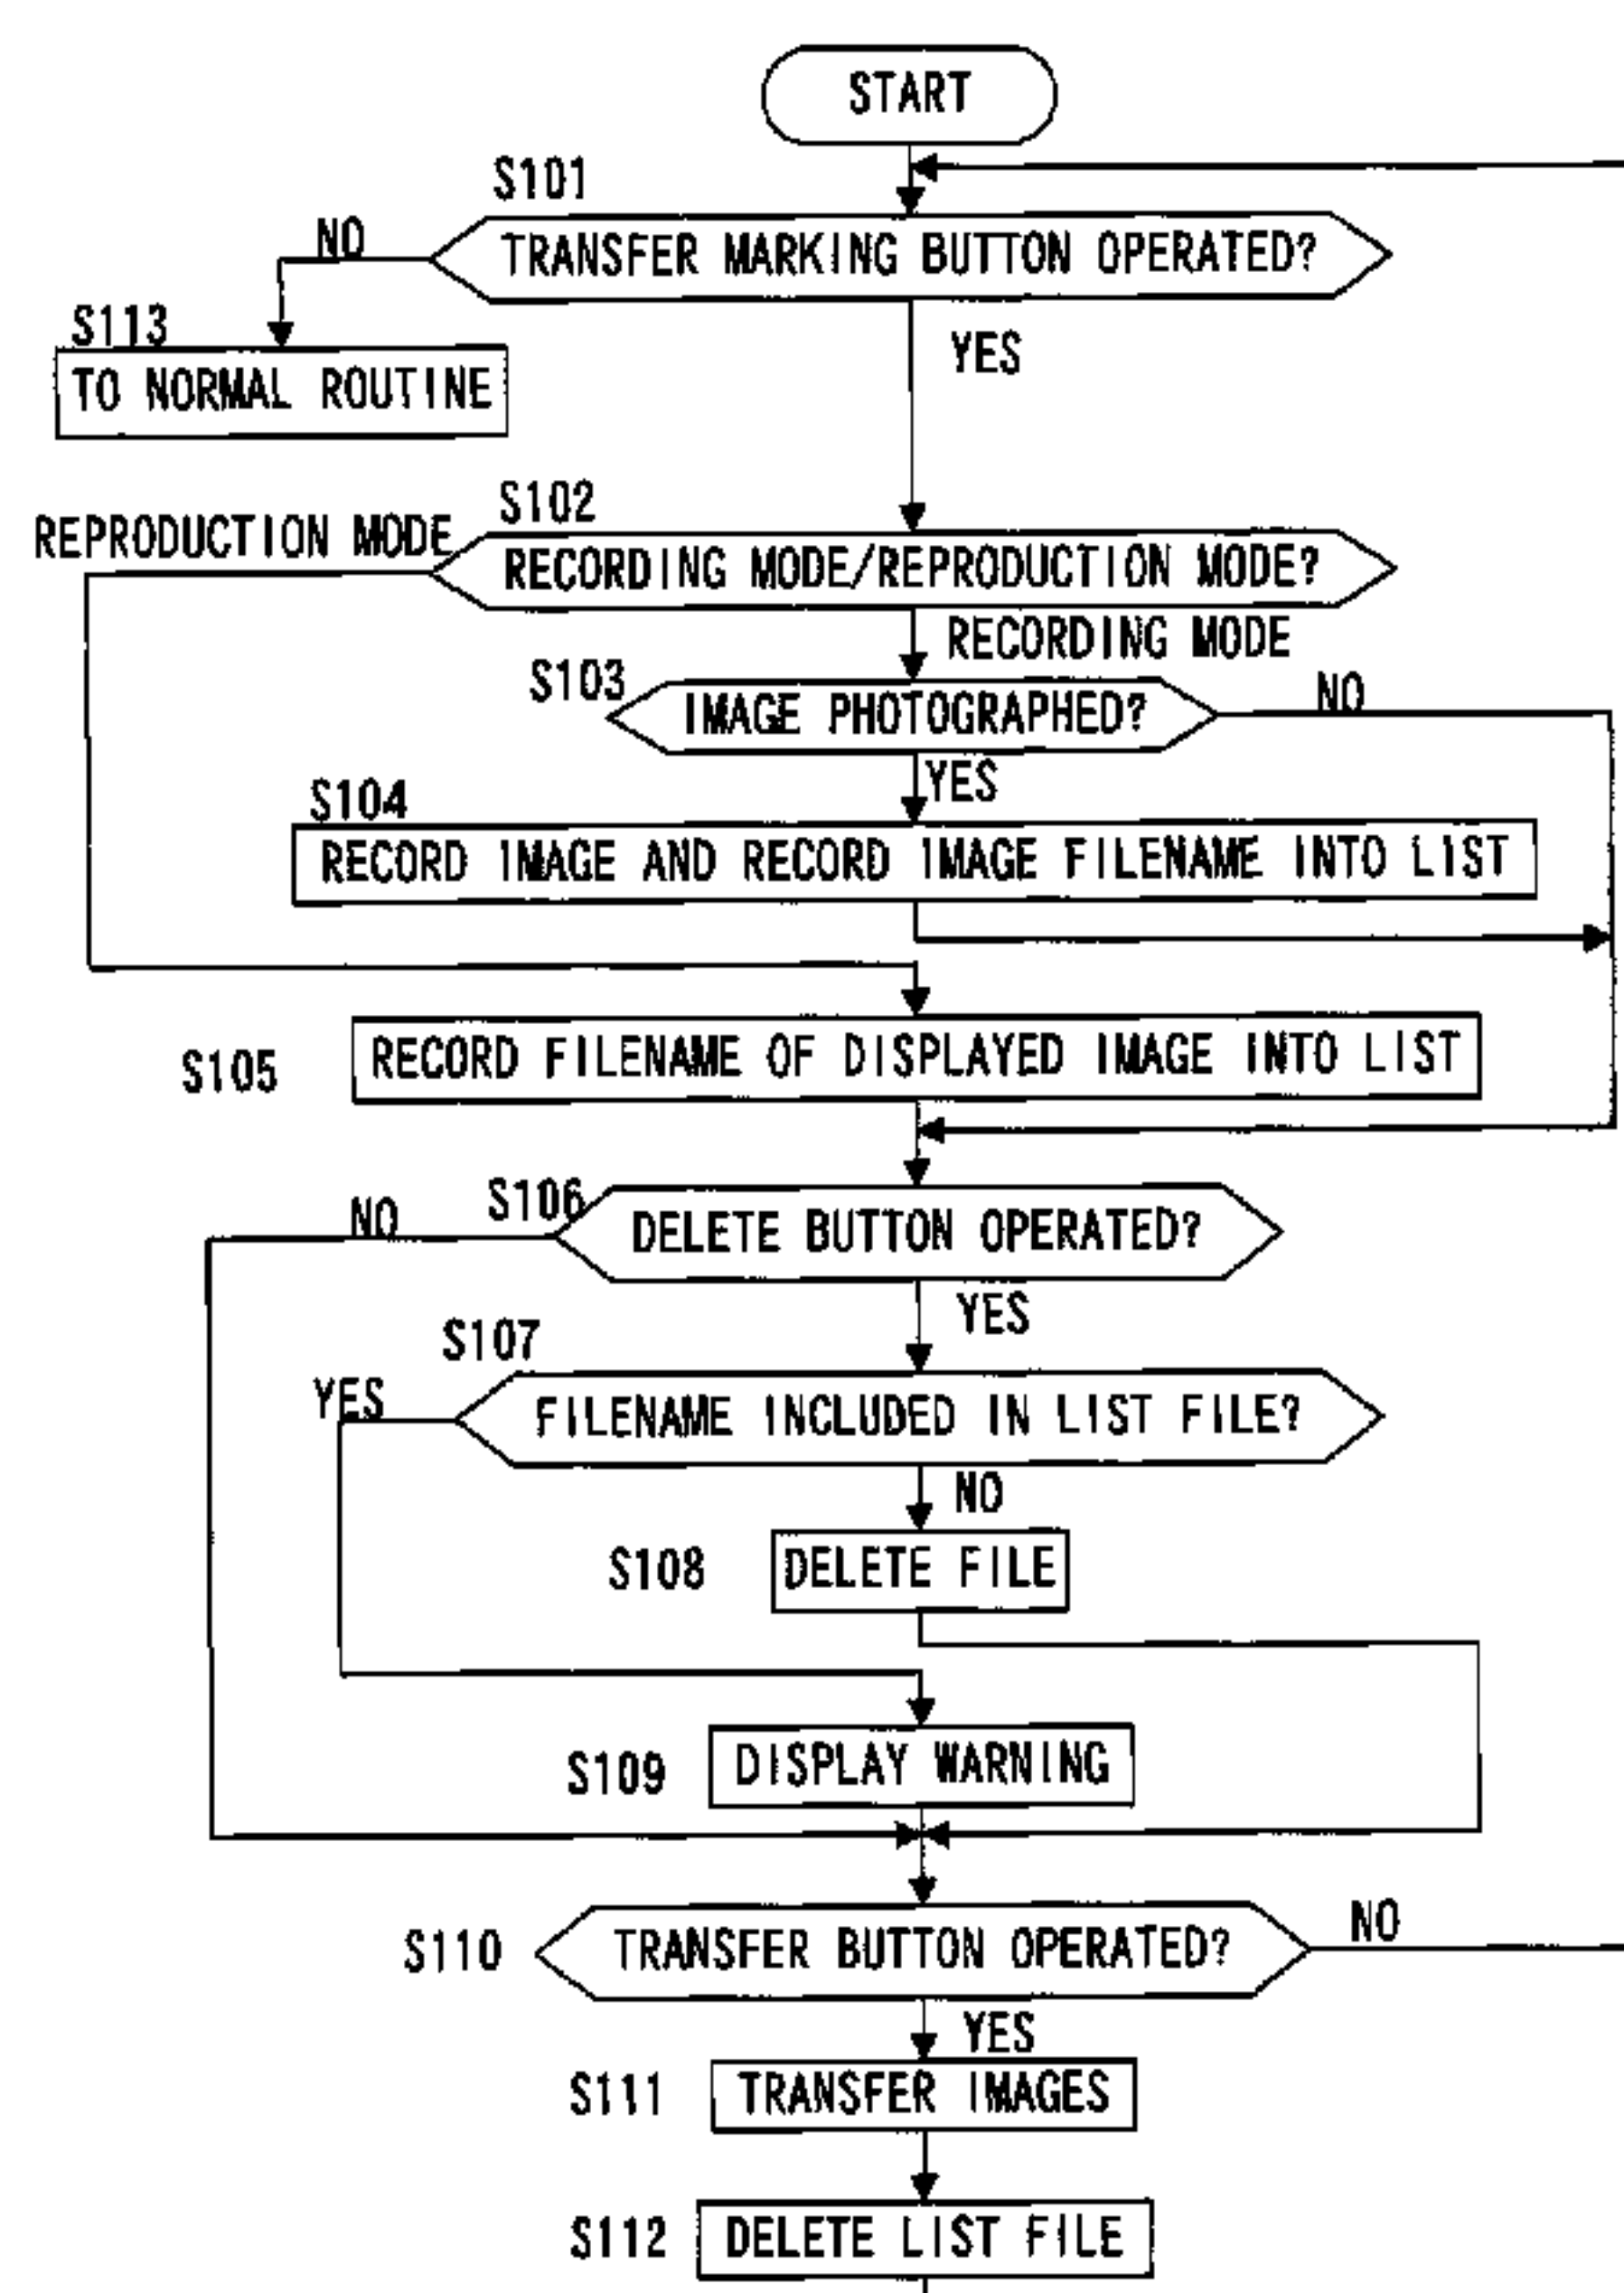 START
S101
NO
TRANSFER MARKING BUTTON OPERATED?
S113
YES
TO NORMAL ROUTINE
S102
REPRODUCTION MODE
RECORDING MODE/REPRODUCTION MODE?
RECORDING MODE
S103
IMAGE PHOTOGRAPHED?
NO
YES
S104
RECORD IMAGE AND RECORD IMAGE FILENAME INTO LIST
S105
RECORD FILENAME OF DISPLAYED IMAGE INTO LIST
S106
NO
DELETE BUTTON OPERATED?
YES
S107
YES
FILENAME INCLUDED IN LIST FILE?
NO
S108
DELETE FILE
S109
DISPLAY WARNING
S110
TRANSFER BUTTON OPERATED?
NO
YES
S111
TRANSFER IMAGES
S112
DELETE LIST FILE